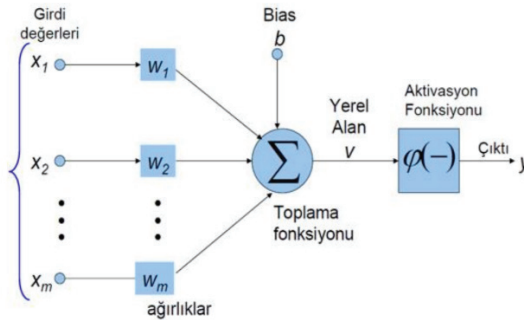 Girdi
değerleri
x1
w1
x2
w2
xm
wm
ağırlıklar
Bias
b
∑
Toplama
fonksiyonu
Yerel
Alan
v
Aktivasyon
Fonksiyonu
φ(−)
Çıktı
y